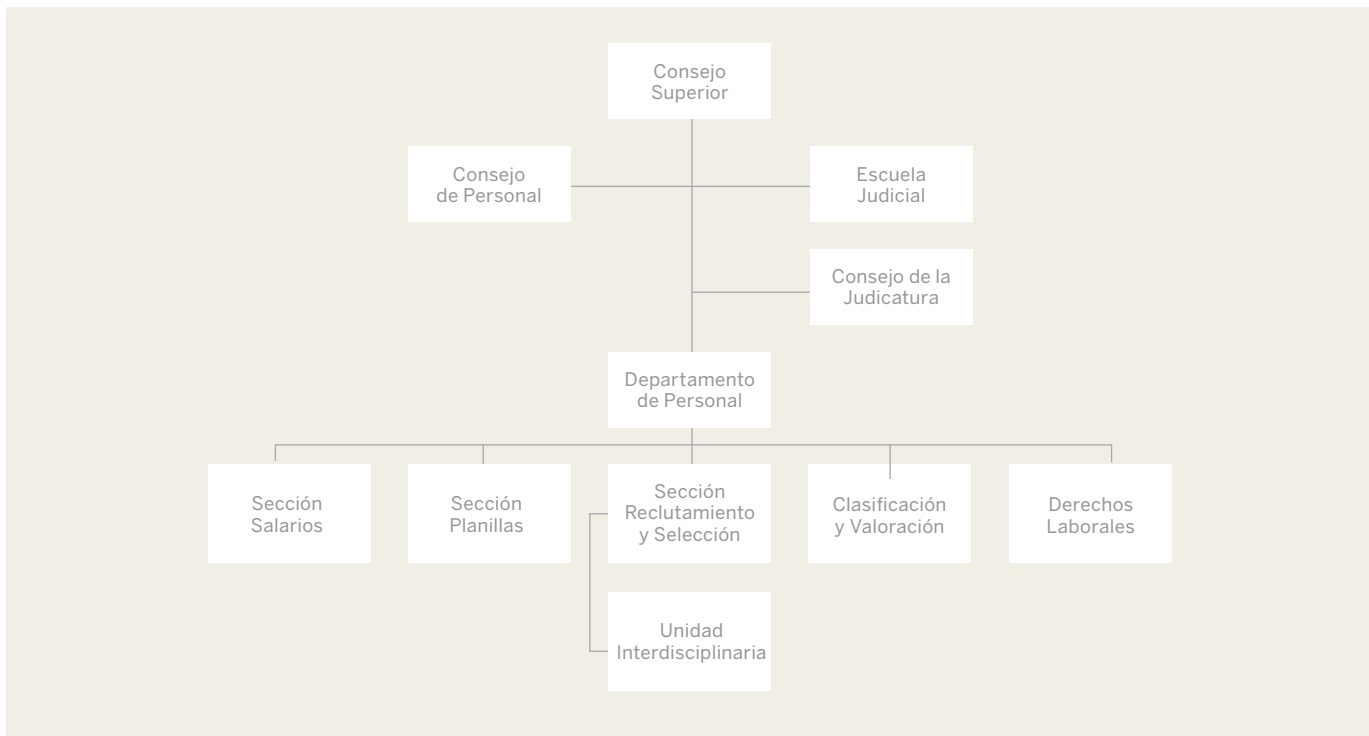 Consejo
Superior
Consejo
de Personal
Escuela
Judicial
Consejo de la
Judicatura
Departamento
de Personal
Sección
Salarios
Sección
Planillas
Sección
Reclutamiento
y Selección
Clasificación
y Valoración
Derechos
Laborales
Unidad
Interdisciplinaria